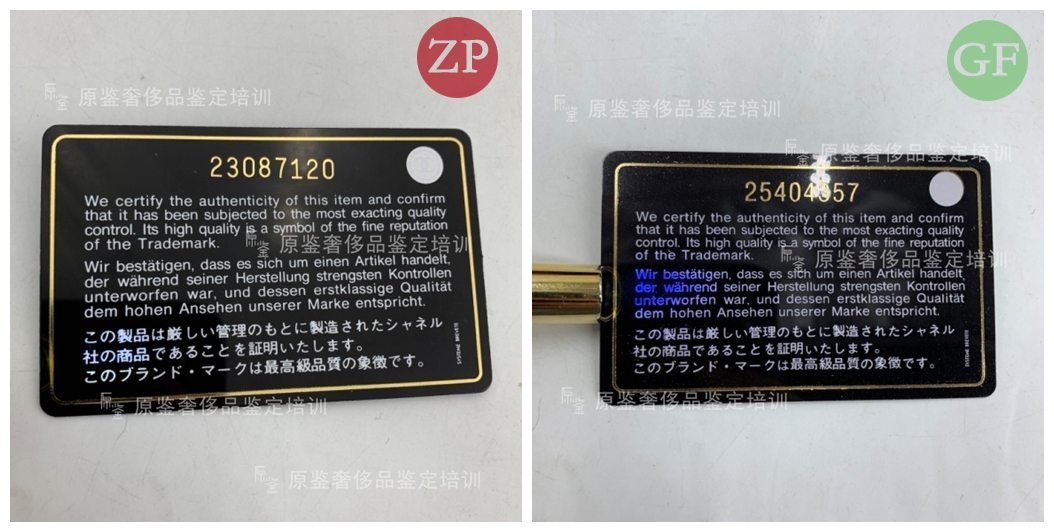 ZP
原鉴奢侈品鉴定培训
23087120
We certify the authenticity of this item and confirm
that it has been subjected to the most exacting quality
control. Its high quality is a symbol of the fine reputation
of the Trademark.
原鉴奢侈品鉴定培训
Wir bestätigen, dass es sich um einen Artikel handelt,
der während seiner Herstellung strengsten Kontrollen
unterworfen war, und dessen erstklassige Qualität
dem hohen Ansehen unserer Marke entspricht.
この製品は厳しい管理のもとに製造されたシャネル
社の商品であることを証明いたします。
このブランド・マークは最高級品質の象徴です。
原鉴奢侈品鉴定培训
原鉴奢侈品鉴定培训
GF
原鉴奢侈品鉴定培训
原鉴奢侈品鉴定培训
25404957
We certify the authenticity of this item and confirm
that it has been subjected to the most exacting quality
control. Its high quality is a symbol of the fine reputation
of the Trademark.
原鉴奢侈品鉴定培训
Wir bestätigen, dass es sich um einen Artikel handelt,
der während seiner Herstellung strengsten Kontrollen
unterworfen war, und dessen erstklassige Qualität
dem hohen Ansehen unserer Marke entspricht.
この製品は厳しい管理のもとに製造されたシャネル
社の商品であることを証明いたします。
このブランド・マークは最高級品質の象徴です。
原鉴奢侈品鉴定培训